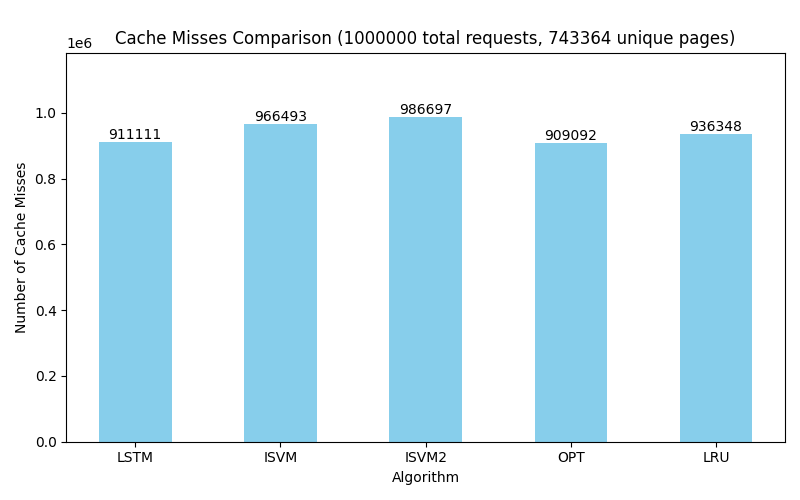 Cache Misses Comparison (1000000 total requests, 743364 unique pages)
1e6
Number of Cache Misses
1.0
0.8
0.6
0.4
0.2
0.0
911111
966493
986697
909092
936348
LSTM ISVM ISVM2 OPT LRU
Algorithm